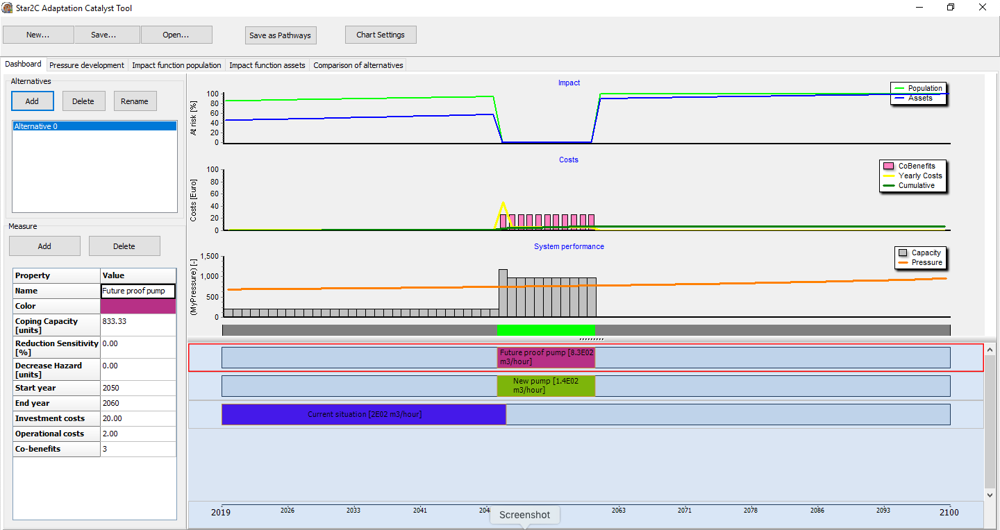 Star2C Adaptation Catalyst Tool
New... Save... Open... Save as Pathways Chart Settings
Dashboard Pressure development Impact function population Impact function assets Comparison of alternatives
Alternatives
Add Delete Rename
Alternative 0
Measure
Add Delete
Property Value
Name Future proof pump
Color
Coping Capacity 833.33
[units]
Reduction Sensitivity 0.00
[%]
Decrease Hazard 0.00
[units]
Start year 2050
End year 2060
Investment costs 20.00
Operational costs 2.00
Co-benefits 3
Impact
At risk [%]
100
80
60
40
20
0
Population
Assets
Costs
Costs [Euro]
100
80
60
40
20
0
CoBenefits
Yearly Costs
Cumulative
System performance
(MyPressure) [-]
1,500
1,000
500
0
Capacity
Pressure
Future proof pump [8.3E02
m3/hour]
New pump [1.4E02
m3/hour]
Current situation [2E02 m3/hour]
2019 2026 2033 2041 2063 2071 2078 2086 2093 2100
Screenshot